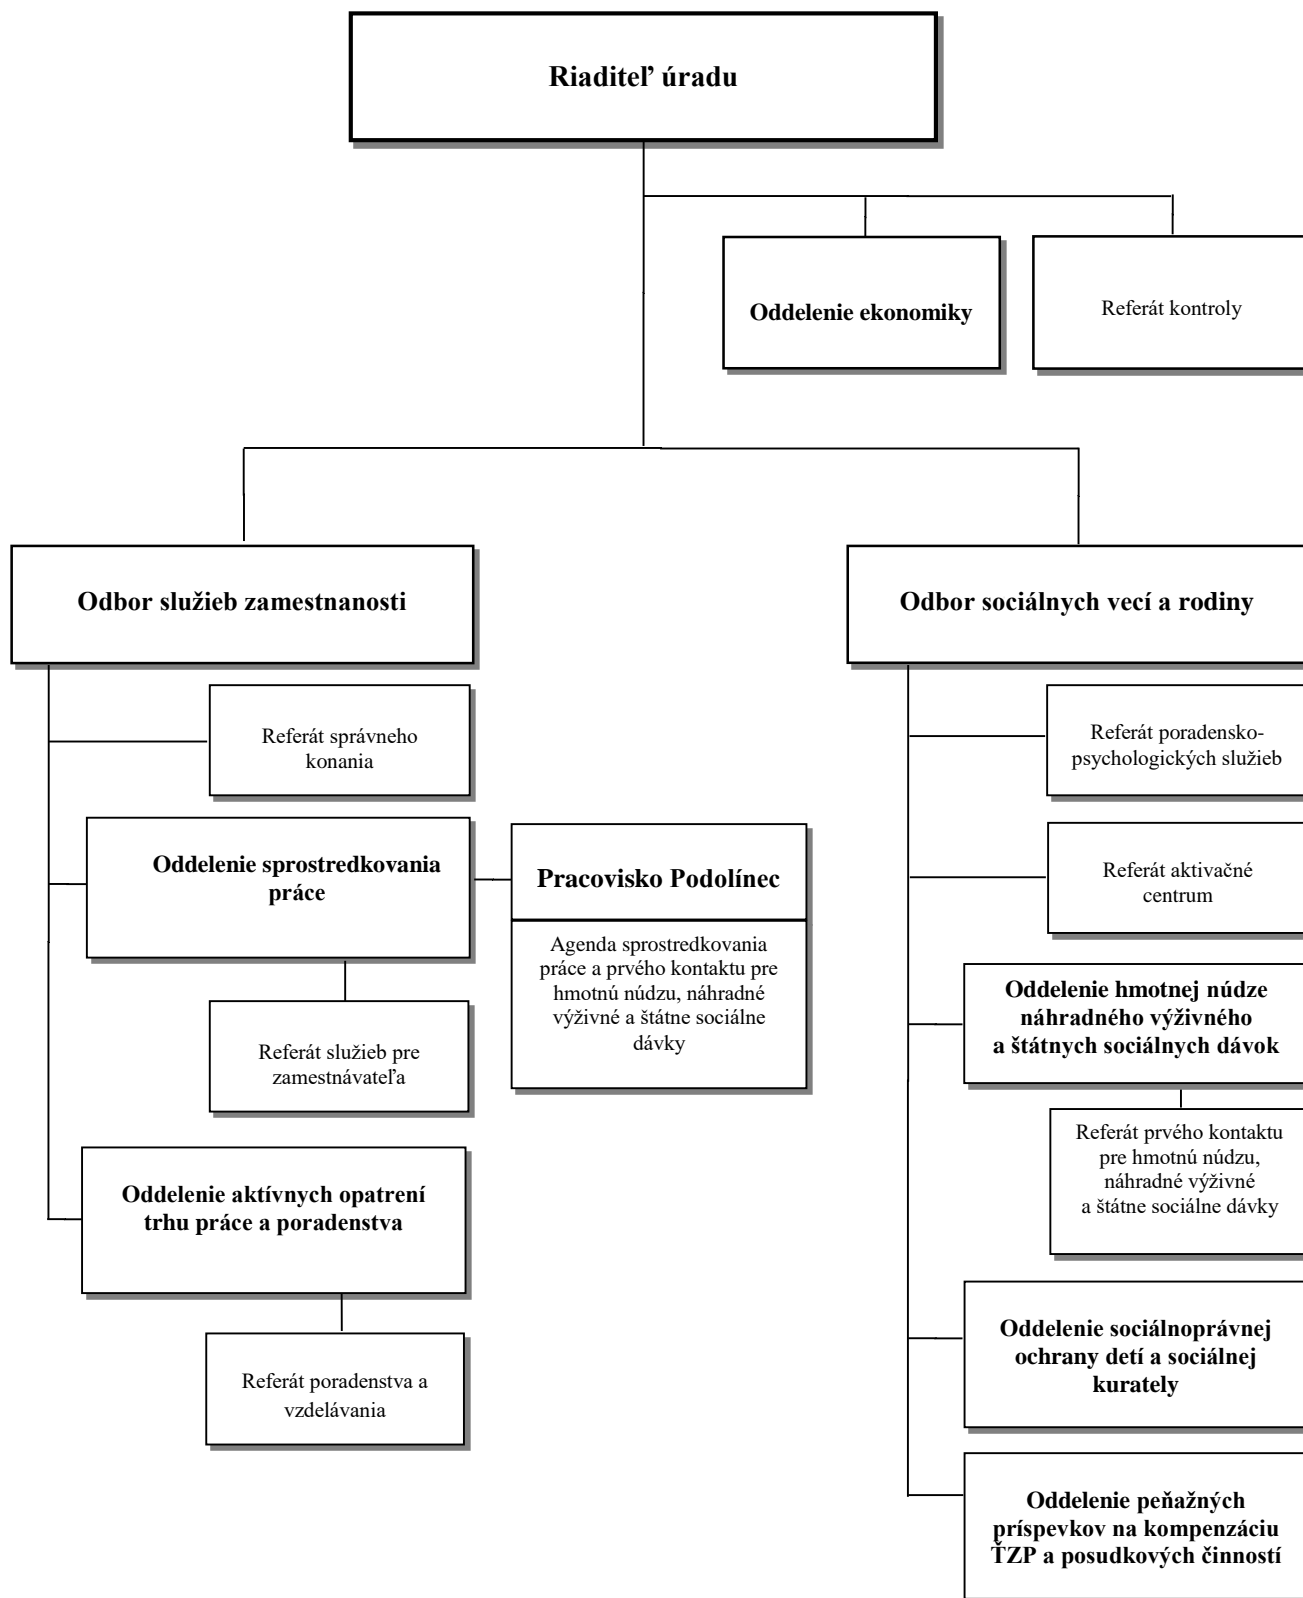 Riaditeľ úradu
Oddelenie ekonomiky
Referát kontroly
Odbor služieb zamestnanosti
Odbor sociálnych vecí a rodiny
Referát správneho
konania
Oddelenie sprostredkovania
práce
Pracovisko Podolínec
Agenda sprostredkovania
práce a prvého kontaktu pre
hmotnú núdzu, náhradné
výživné a štátne sociálne
dávky
Referát služieb pre
zamestnávateľa
Oddelenie aktívnych opatrení
trhu práce a poradenstva
Referát poradenstva a
vzdelávania
Referát poradensko-
psychologických služieb
Referát aktivačné
centrum
Oddelenie hmotnej núdze
náhradného výživného
a štátnych sociálnych dávok
Referát prvého kontaktu
pre hmotnú núdzu,
náhradné výživné
a štátne sociálne dávky
Oddelenie sociálnoprávnej
ochrany detí a sociálnej
kurately
Oddelenie peňažných
príspevkov na kompenzáciu
ŤZP a posudkových činností